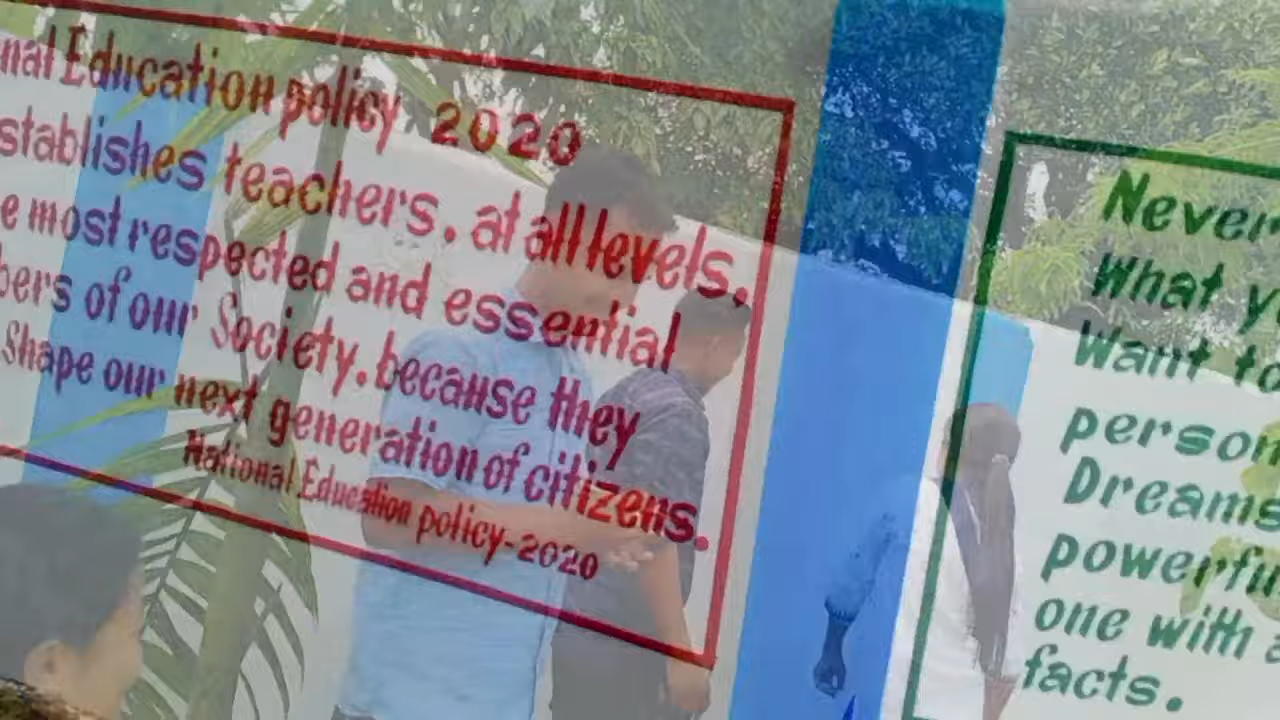 nal Education policy 2020
stablishes teachers, at all levels,
e most respected and essential
bers of our Society, because they
Shape our next generation of citizens.
National Education policy-2020
Never
What y
Want to
person
Dreams
powerfu
one with a
facts.